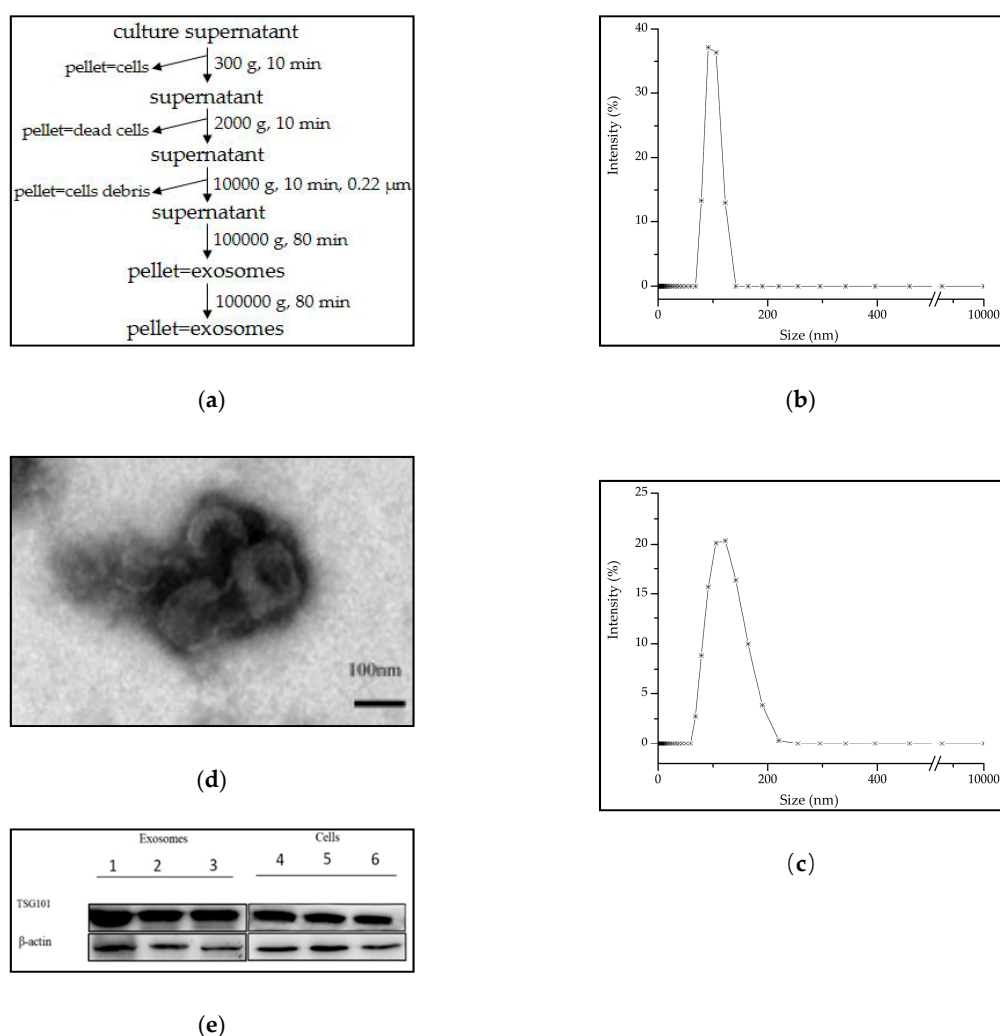 culture supernatant
pellet=cells
300 g, 10 min
supernatant
pellet=dead cells
2000 g, 10 min
supernatant
pellet=cells debris
10000 g, 10 min, 0.22 μm
supernatant
100000 g, 80 min
pellet=exosomes
100000 g, 80 min
pellet=exosomes
(a)
Intensity (%)
40
30
20
10
0
0 200 400 10000
Size (nm)
(b)
100nm
(d)
Intensity (%)
25
20
15
10
5
0
0 200 400 10000
Size (nm)
(c)
Exosomes Cells
1 2 3 4 5 6
TSG101
β-actin
(e)